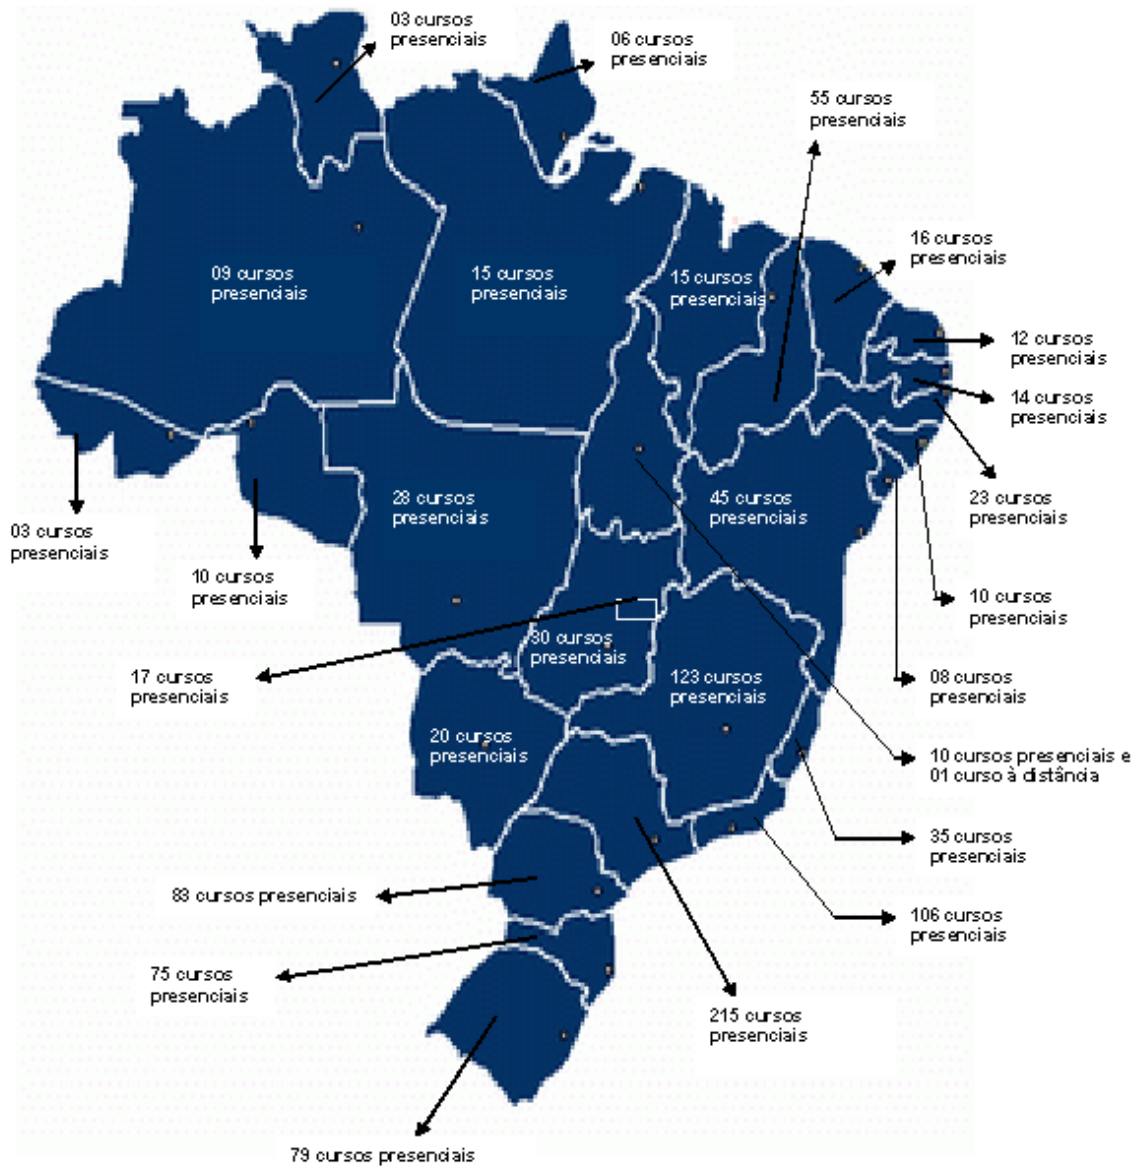 03 cursos
presenciais
06 cursos
presenciais
55 cursos
presenciais
16 cursos
presenciais
09 cursos
presenciais
15 cursos
presenciais
15 cursos
presenciais
12 cursos
presenciais
14 cursos
presenciais
23 cursos
presenciais
28 cursos
presenciais
45 cursos
presenciais
03 cursos
presenciais
10 cursos
presenciais
10 cursos
presenciais
30 cursos
presenciais
17 cursos
presenciais
123 cursos
presenciais
08 cursos
presenciais
20 cursos
presenciais
10 cursos presenciais e
01 curso à distância
35 cursos
presenciais
83 cursos presenciais
106 cursos
presenciais
75 cursos
presenciais
215 cursos
presenciais
79 cursos presenciais